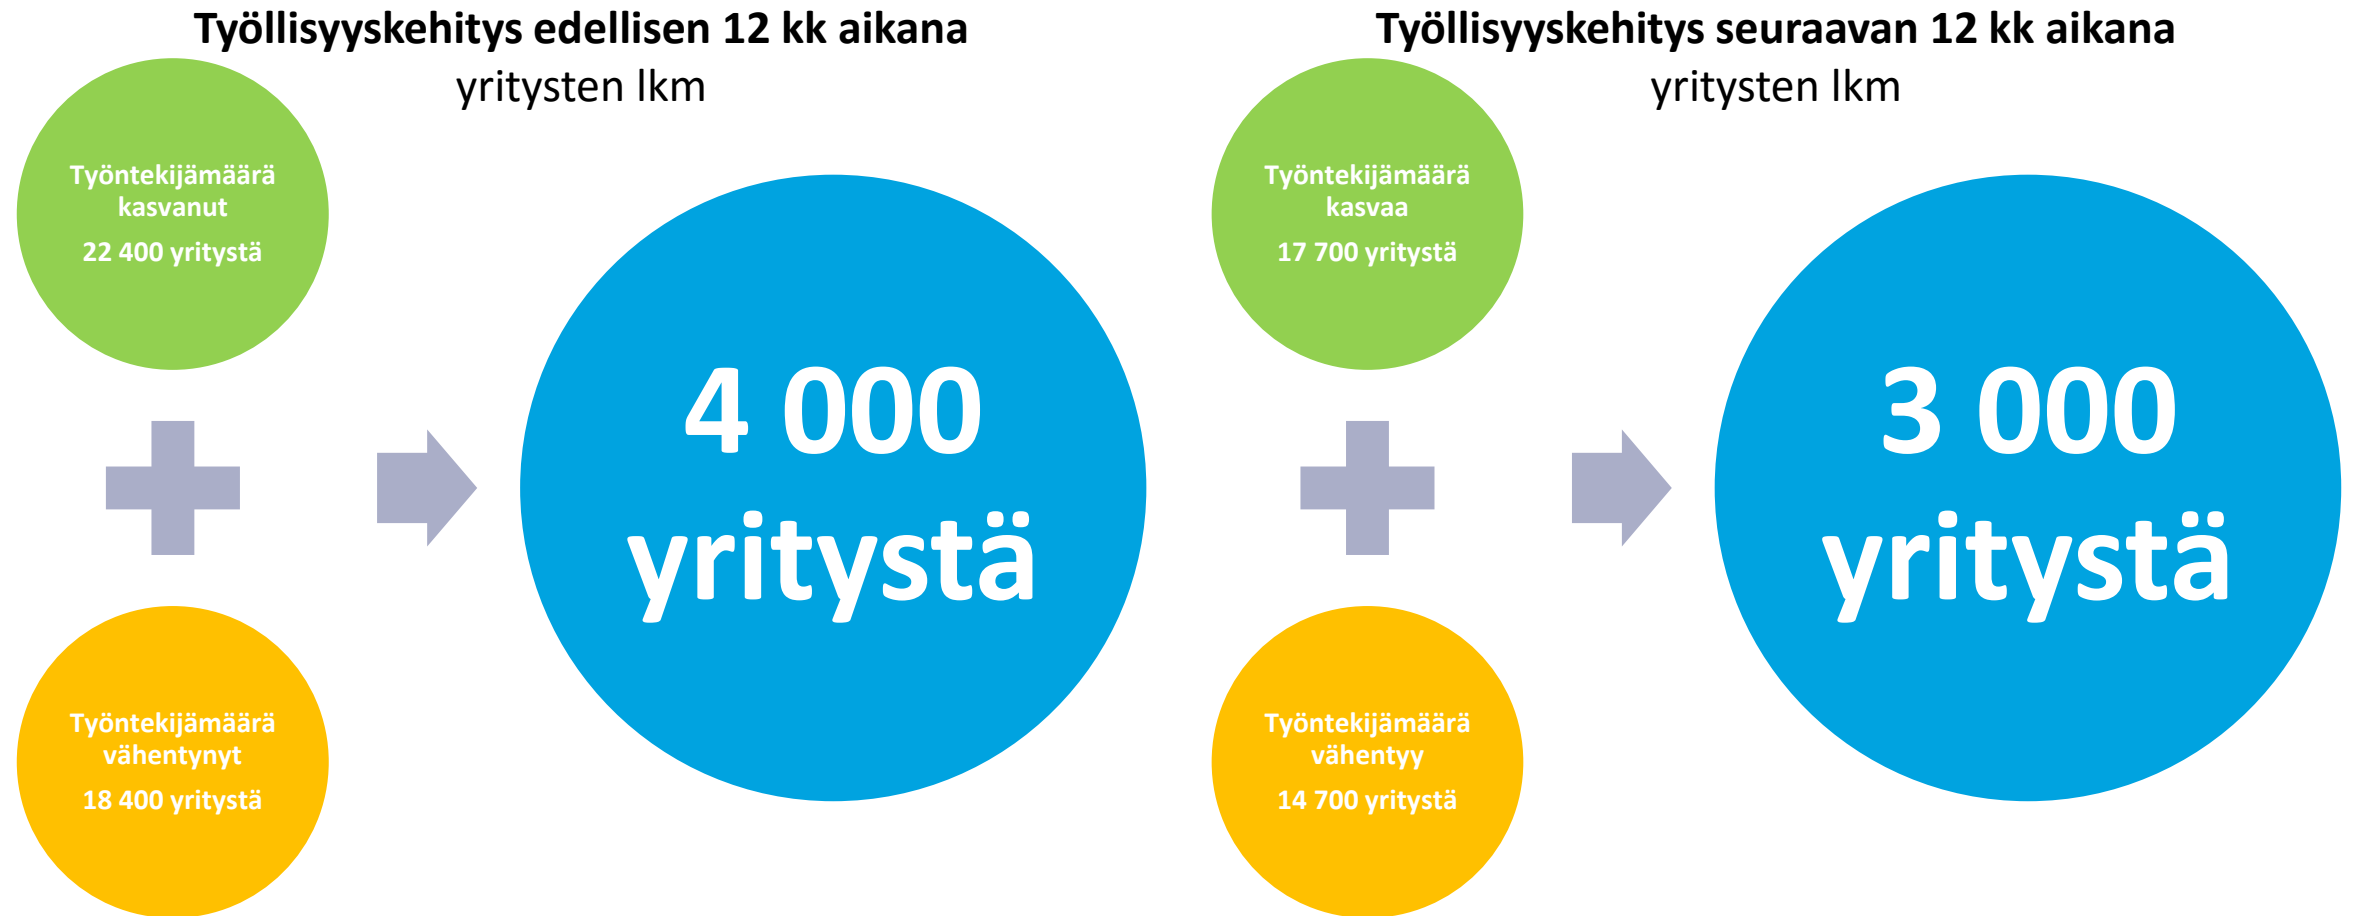 Työllisyyskehitys edellisen 12 kk aikana
yritysten lkm
Työntekijämäärä
kasvanut
22 400 yritystä
4 000
yritystä
Työntekijämäärä
vähentynyt
18 400 yritystä
Työllisyyskehitys seuraavan 12 kk aikana
yritysten lkm
Työntekijämäärä
kasvaa
17 700 yritystä
3 000
yritystä
Työntekijämäärä
vähentyy
14 700 yritystä